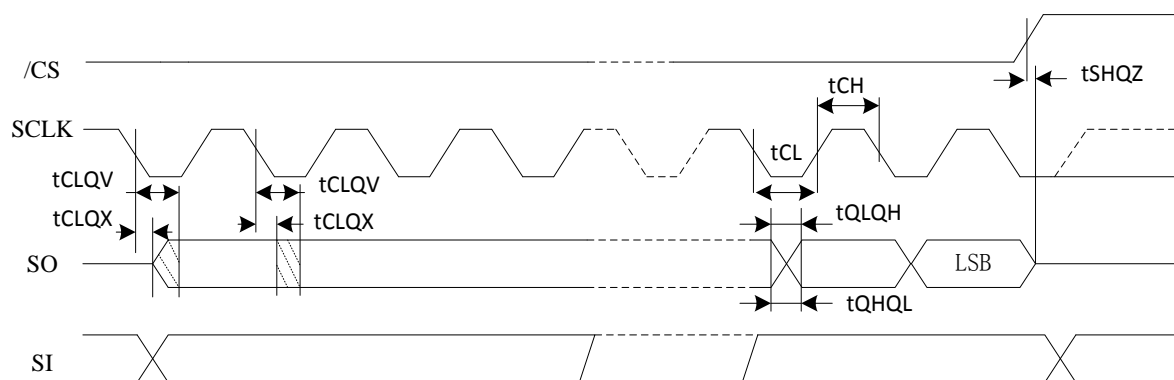 /CS
tSHQZ
tCH
SCLK
tCL
tCLQV
tCLQV
tCLQX
tCLQX
tQLQH
SO
LSB
tQHQL
SI